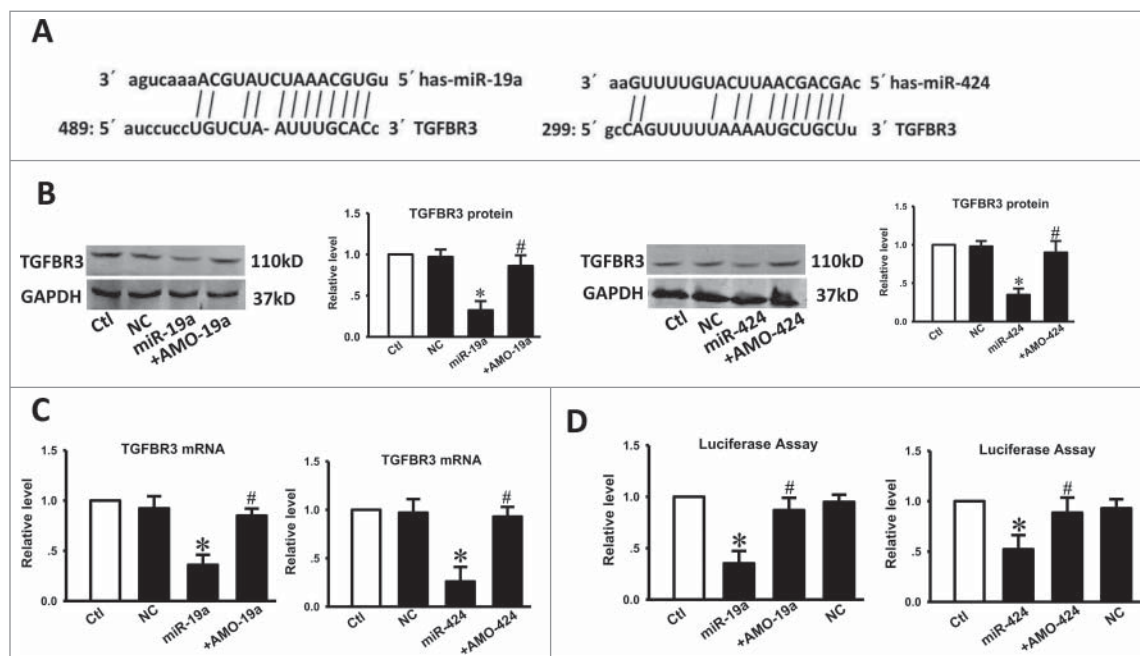 A
3´ agucaaaACGUAUCUAAACGUGu 5´ has-miR-19a
489: 5´ auccuccUGUCUA- AUUUGCACc 3´ TGFBR3
3´ aaGUUUUGUACUUAACGACGAc 5´ has-miR-424
299: 5´ gcCAGUUUUUAAAAUGCUGCUu 3´ TGFBR3
B
TGFBR3 110kD
GAPDH 37kD
Ctl NC miR-19a +AMO-19a
TGFBR3 protein
Relative level
1.5
1.0
.5
0.0
*
#
Ctl NC miR-19a +AMO-19a
TGFBR3 110kD
GAPDH 37kD
Ctl NC miR-424 +AMO-424
TGFBR3 protein
Relative level
1.5
1.0
.5
0.0
*
#
Ctl NC miR-424 +AMO-424
C
TGFBR3 mRNA
Relative level
1.5
1.0
.5
0.0
*
#
Ctl NC miR-19a +AMO-19a
TGFBR3 mRNA
Relative level
1.5
1.0
.5
0.0
*
#
Ctl NC miR-424 +AMO-424
D
Luciferase Assay
Relative level
1.5
1.0
.5
0.0
*
#
Ctl miR-19a +AMO-19a NC
Luciferase Assay
Relative level
1.5
1.0
.5
0.0
*
#
Ctl miR-424 +AMO-424 NC